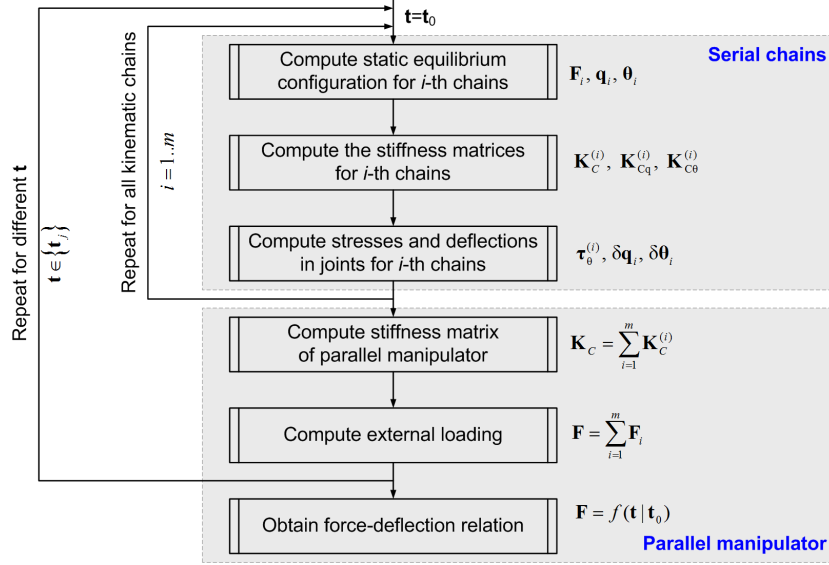 t=t₀
Serial chains
Compute static equilibrium
configuration for i-th chains
Fᵢ, qᵢ, θᵢ
Compute the stiffness matrices
for i-th chains
K_C^(i), K_Cq^(i), K_Cθ^(i)
Compute stresses and deflections
in joints for i-th chains
τ_θ^(i), δqᵢ, δθᵢ
Repeat for all kinematic chains
i = 1..m
Repeat for different t
t ∈ {t_j}
Compute stiffness matrix
of parallel manipulator
K_C = ∑_{i=1}^{m} K_C^(i)
Compute external loading
F = ∑_{i=1}^{m} Fᵢ
Obtain force-deflection relation
F = f(t | t₀)
Parallel manipulator